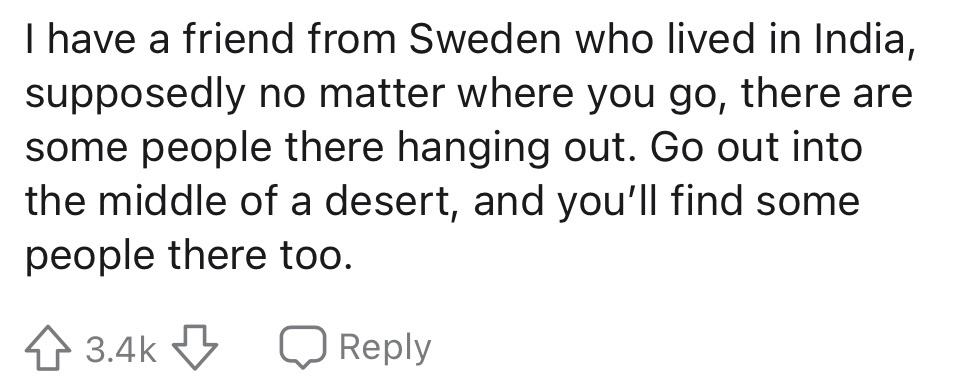 I have a friend from Sweden who lived in India,
supposedly no matter where you go, there are
some people there hanging out. Go out into
the middle of a desert, and you’ll find some
people there too.
3.4k Reply